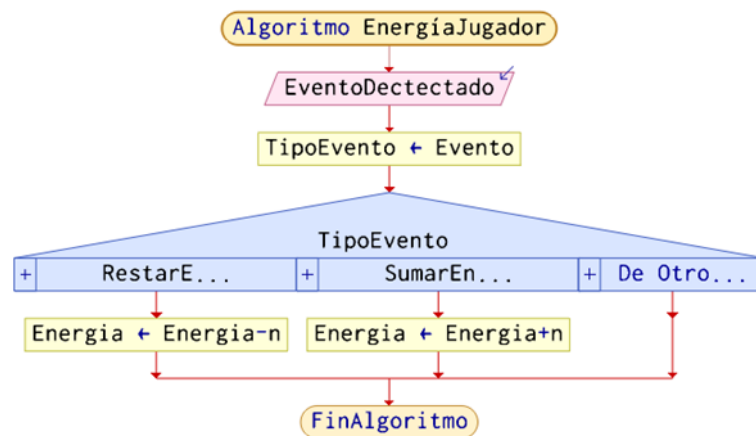 Algoritmo EnergíaJugador
EventoDectectado
TipoEvento ← Evento
TipoEvento
+ RestarE... + SumarEn... + De Otro...
Energia ← Energia-n Energia ← Energia+n
FinAlgoritmo